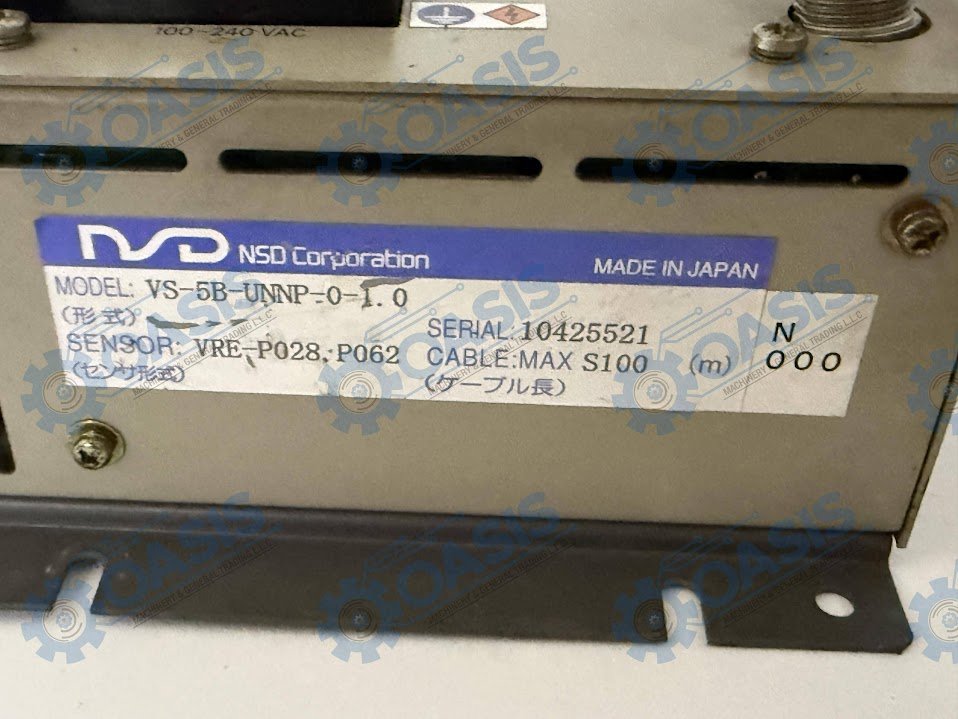 100~240 VAC
NSD NSD Corporation MADE IN JAPAN
MODEL: VS-5B-UNNP-0-1.0
(形式)
SERIAL: 10425521 N
SENSOR: VRE-P028.P062 CABLE:MAX S100 (m) 000
(センサ形式) (ケーブル長)
OASIS
MACHINERY & GENERAL TRADING L.L.C